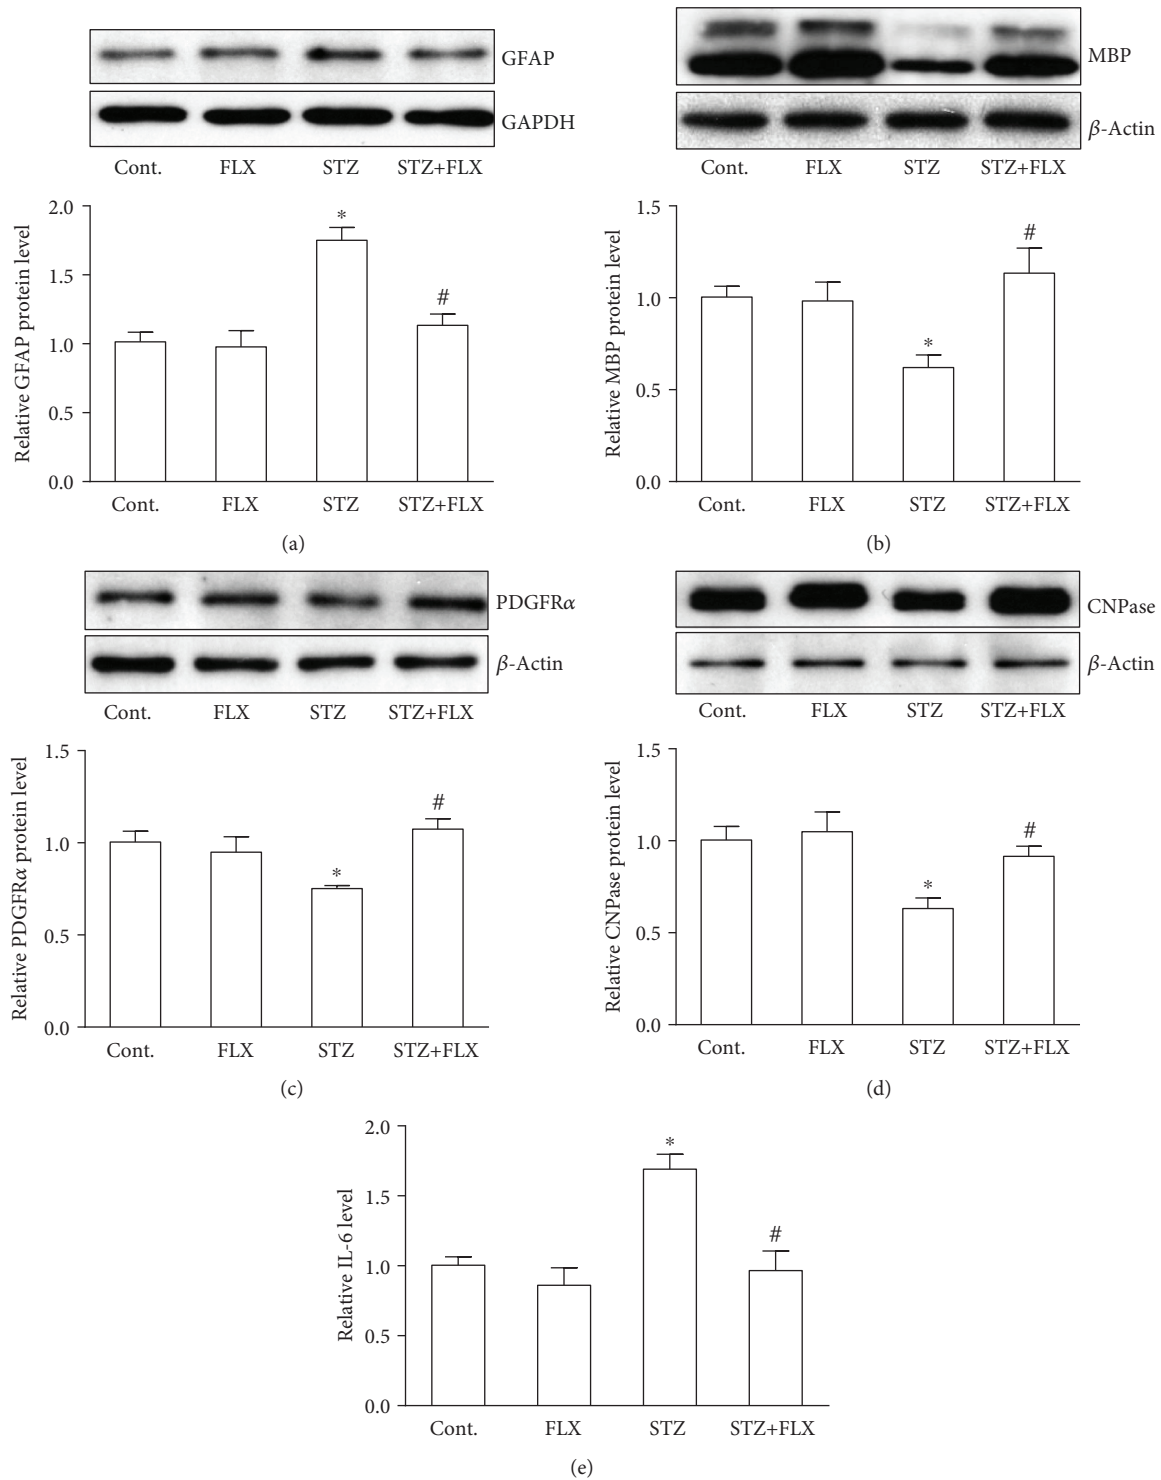 GFAP
GAPDH
Cont. FLX STZ STZ+FLX
Relative GFAP protein level
2.0
1.5
1.0
0.5
0.0
*
#
Cont. FLX STZ STZ+FLX
(a)
MBP
β-Actin
Cont. FLX STZ STZ+FLX
Relative MBP protein level
1.5
1.0
0.5
0.0
*
#
Cont. FLX STZ STZ+FLX
(b)
PDGFRα
β-Actin
Cont. FLX STZ STZ+FLX
Relative PDGFRα protein level
1.5
1.0
0.5
0.0
*
#
Cont. FLX STZ STZ+FLX
(c)
CNPase
β-Actin
Cont. FLX STZ STZ+FLX
Relative CNPase protein level
1.5
1.0
0.5
0.0
*
#
Cont. FLX STZ STZ+FLX
(d)
Relative IL-6 level
2.0
1.5
1.0
0.5
0.0
*
#
Cont. FLX STZ STZ+FLX
(e)